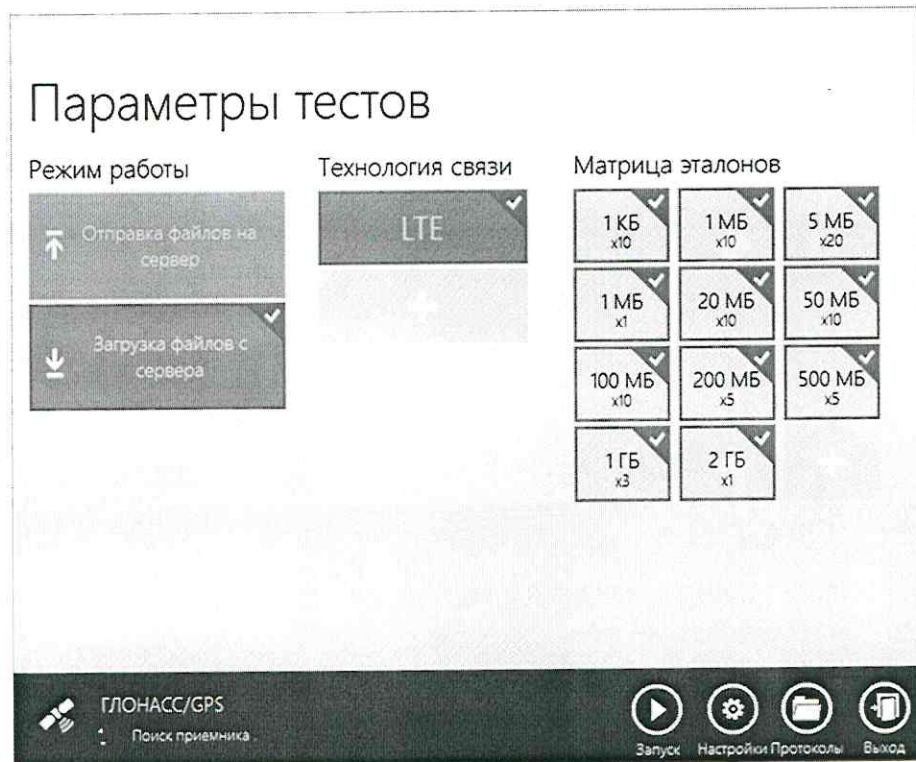 Параметры тестов
Режим работы
Отправка файлов на
сервер
Загрузка файлов с
сервера
Технология связи
LTE
Матрица эталонов
1 КБ
x10
1 МБ
x10
5 МБ
x20
1 МБ
x1
20 МБ
x10
50 МБ
x10
100 МБ
x10
200 МБ
x5
500 МБ
x5
1 ГБ
x3
2 ГБ
x1
ГЛОНАСС/GPS
Поиск приемника .
Запуск
Настройки
Протоколы
Выход